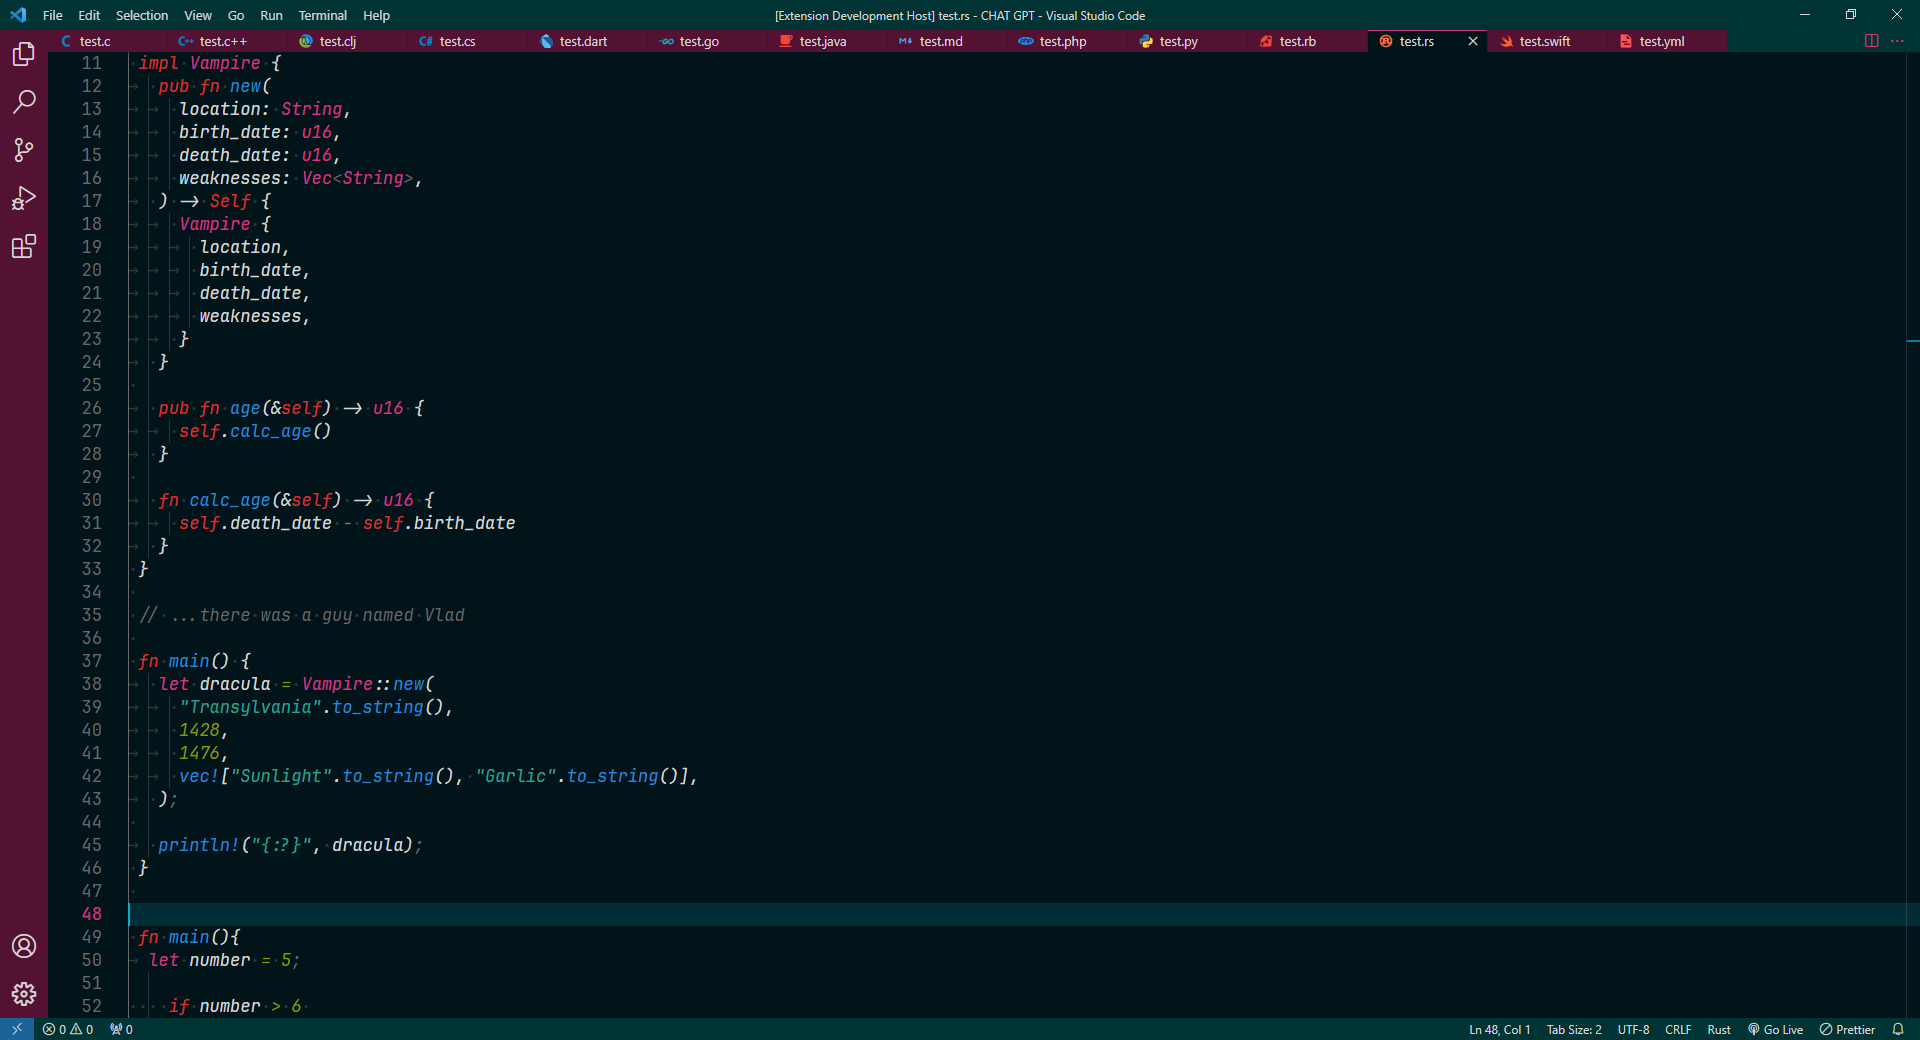 File Edit Selection View Go Run Terminal Help [Extension Development Host] test.rs - CHAT GPT - Visual Studio Code
C test.c C++ test.c++ test.clj C# test.cs test.dart GO test.go test.java M↓ test.md php test.php test.py test.rb test.rs test.swift test.yml
11 impl Vampire {
12 pub fn new(
13 location: String,
14 birth_date: u16,
15 death_date: u16,
16 weaknesses: Vec<String>,
17 ) -> Self {
18 Vampire {
19 location,
20 birth_date,
21 death_date,
22 weaknesses,
23 }
24 }
25
26 pub fn age(&self) -> u16 {
27 self.calc_age()
28 }
29
30 fn calc_age(&self) -> u16 {
31 self.death_date - self.birth_date
32 }
33 }
34
35 // ...there was a guy named Vlad
36
37 fn main() {
38 let dracula = Vampire::new(
39 "Transylvania".to_string(),
40 1428,
41 1476,
42 vec!["Sunlight".to_string(), "Garlic".to_string()],
43 );
44
45 println!("{:?}", dracula);
46 }
47
48
49 fn main(){
50 let number = 5;
51
52 if number > 6
0 0 0 Ln 48, Col 1 Tab Size: 2 UTF-8 CRLF Rust Go Live Prettier